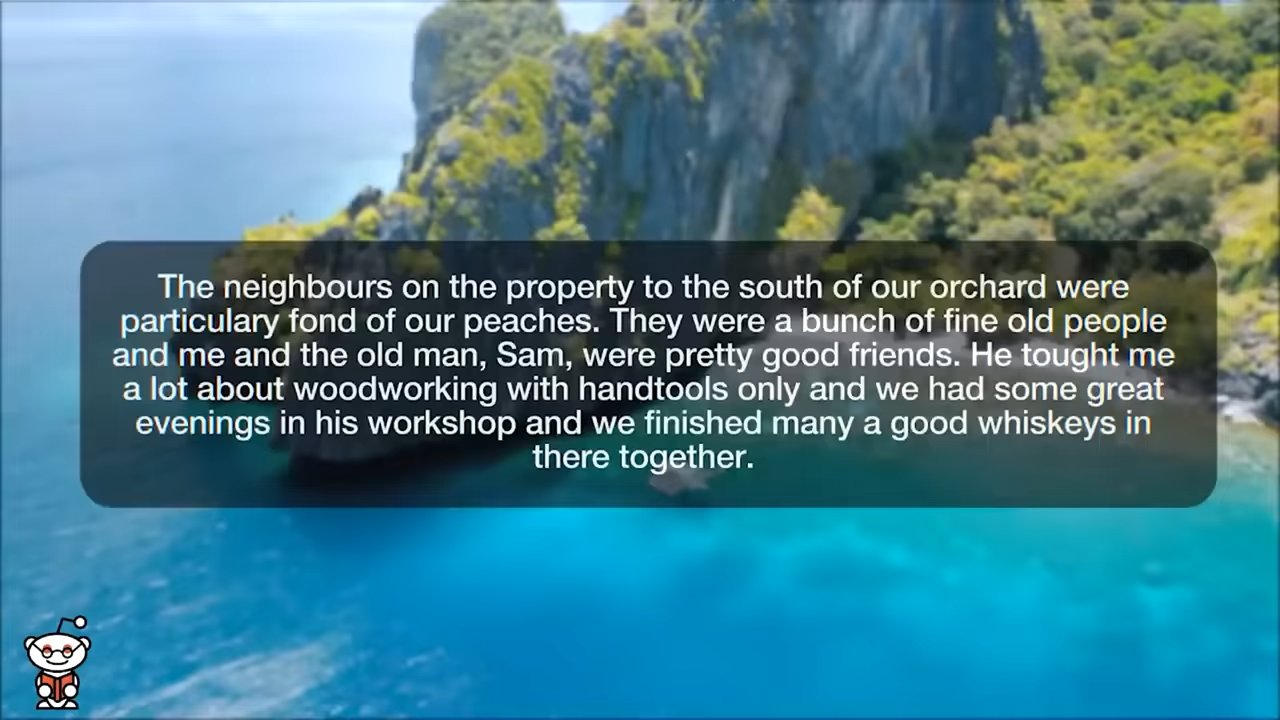 The neighbours on the property to the south of our orchard were
particulary fond of our peaches. They were a bunch of fine old people
and me and the old man, Sam, were pretty good friends. He tought me
a lot about woodworking with handtools only and we had some great
evenings in his workshop and we finished many a good whiskeys in
there together.